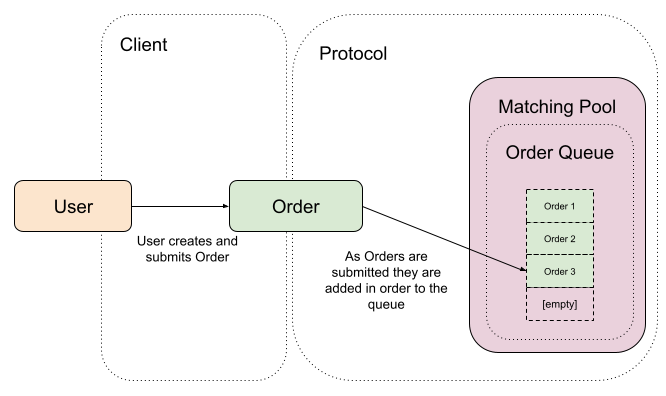 Client
Protocol
Matching Pool
Order Queue
User
Order
User creates and
submits Order
As Orders are
submitted they are
added in order to the
queue
Order 1
Order 2
Order 3
[empty]